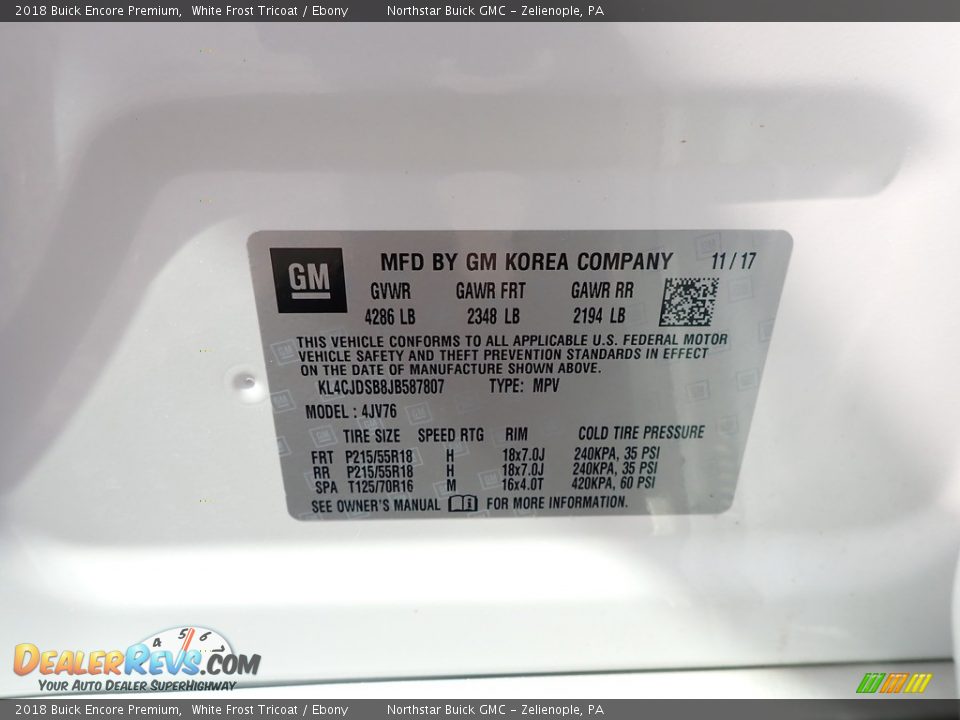 2018 Buick Encore Premium, White Frost Tricoat / Ebony Northstar Buick GMC - Zelienople, PA
GM MFD BY GM KOREA COMPANY 11/17
GVWR GAWR FRT GAWR RR
4286 LB 2348 LB 2194 LB
THIS VEHICLE CONFORMS TO ALL APPLICABLE U.S. FEDERAL MOTOR
VEHICLE SAFETY AND THEFT PREVENTION STANDARDS IN EFFECT
ON THE DATE OF MANUFACTURE SHOWN ABOVE.
KL4CJDSB8JB587807 TYPE: MPV
MODEL : 4JV76
TIRE SIZE SPEED RTG RIM COLD TIRE PRESSURE
FRT P215/55R18 H 18x7.0J 240KPA, 35 PSI
RR P215/55R18 H 18x7.0J 240KPA, 35 PSI
SPA T125/70R16 M 16x4.0T 420KPA, 60 PSI
SEE OWNER'S MANUAL FOR MORE INFORMATION.
4 5 6
DEALERREVS.COM
YOUR AUTO DEALER SUPERHIGHWAY
2018 Buick Encore Premium, White Frost Tricoat / Ebony Northstar Buick GMC - Zelienople, PA